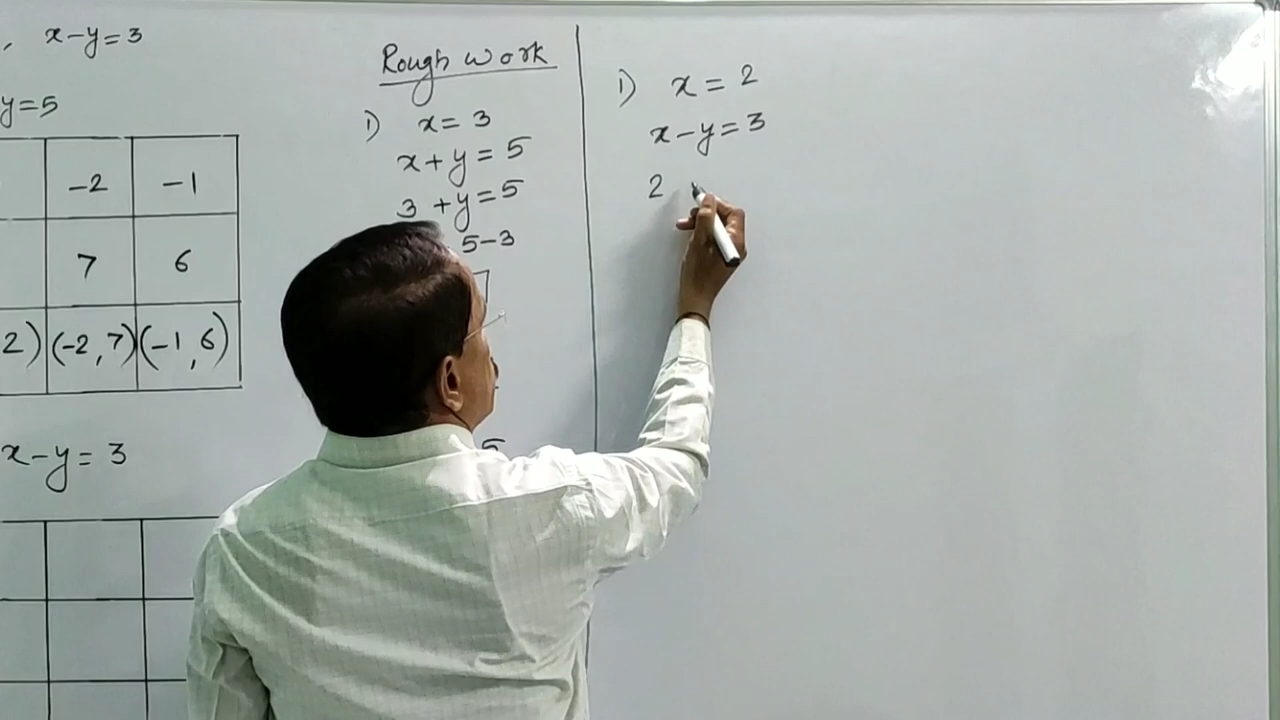 , x-y=3
y=5
-2 -1
7 6
2) (-2,7) (-1,6)
x-y= 3
Rough work
1) x= 3
x+y= 5
3 +y=5
5-3
5
1) x = 2
x-y=3
2